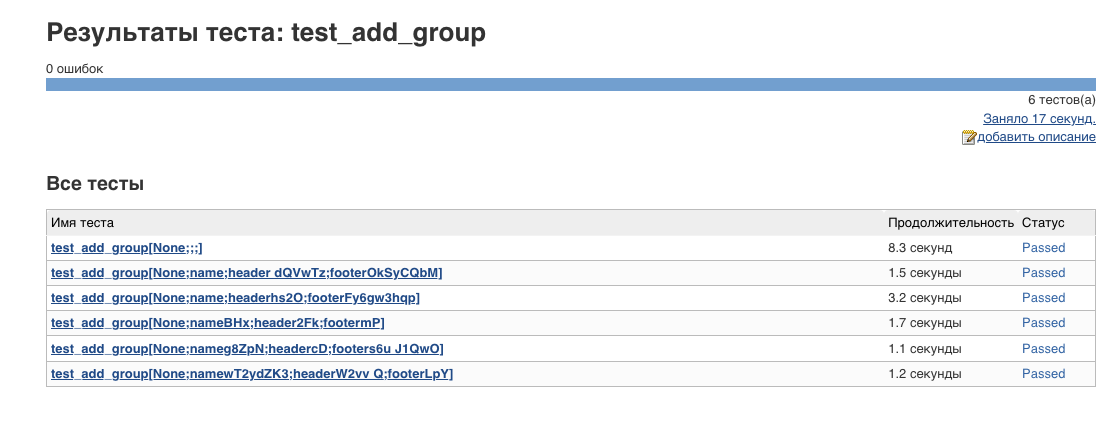 Результаты теста: test_add_group
0 ошибок
6 тестов(а)
Заняло 17 секунд.
добавить описание
Все тесты
Имя теста Продолжительность Статус
test_add_group[None;;;] 8.3 секунд Passed
test_add_group[None;name;header dQVwTz;footerOkSyCQbM] 1.5 секунды Passed
test_add_group[None;name;headerhs2O;footerFy6gw3hqp] 3.2 секунды Passed
test_add_group[None;nameBHx;header2Fk;footermP] 1.7 секунды Passed
test_add_group[None;nameg8ZpN;headercD;footers6u J1QwO] 1.1 секунды Passed
test_add_group[None;namewT2ydZK3;headerW2vv Q;footerLpY] 1.2 секунды Passed